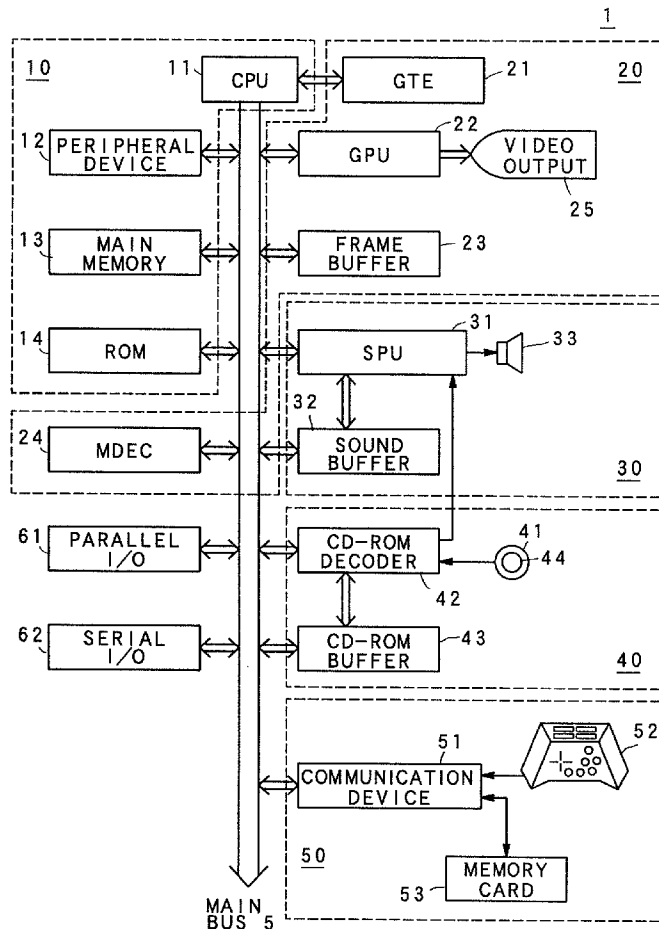 1
10
11
CPU
GTE
21
20
12
PERIPHERAL
DEVICE
22
GPU
VIDEO
OUTPUT
25
13
MAIN
MEMORY
FRAME
BUFFER
23
14
ROM
31
SPU
33
24
MDEC
32
SOUND
BUFFER
30
61
PARALLEL
I/O
CD-ROM
DECODER
42
41
44
62
SERIAL
I/O
CD-ROM
BUFFER
43
40
51
COMMUNICATION
DEVICE
52
50
53
MEMORY
CARD
MAIN
BUS 5